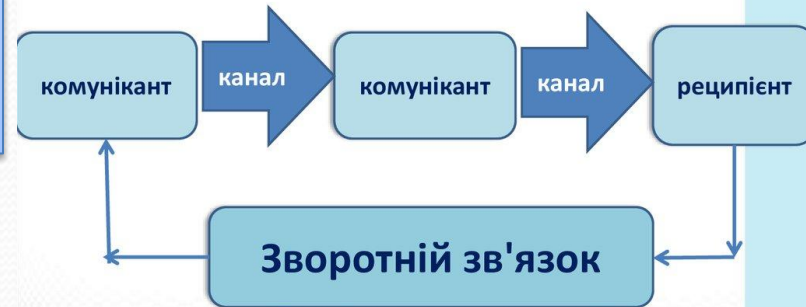 комунікант
канал
комунікант
канал
реципієнт
Зворотній зв'язок